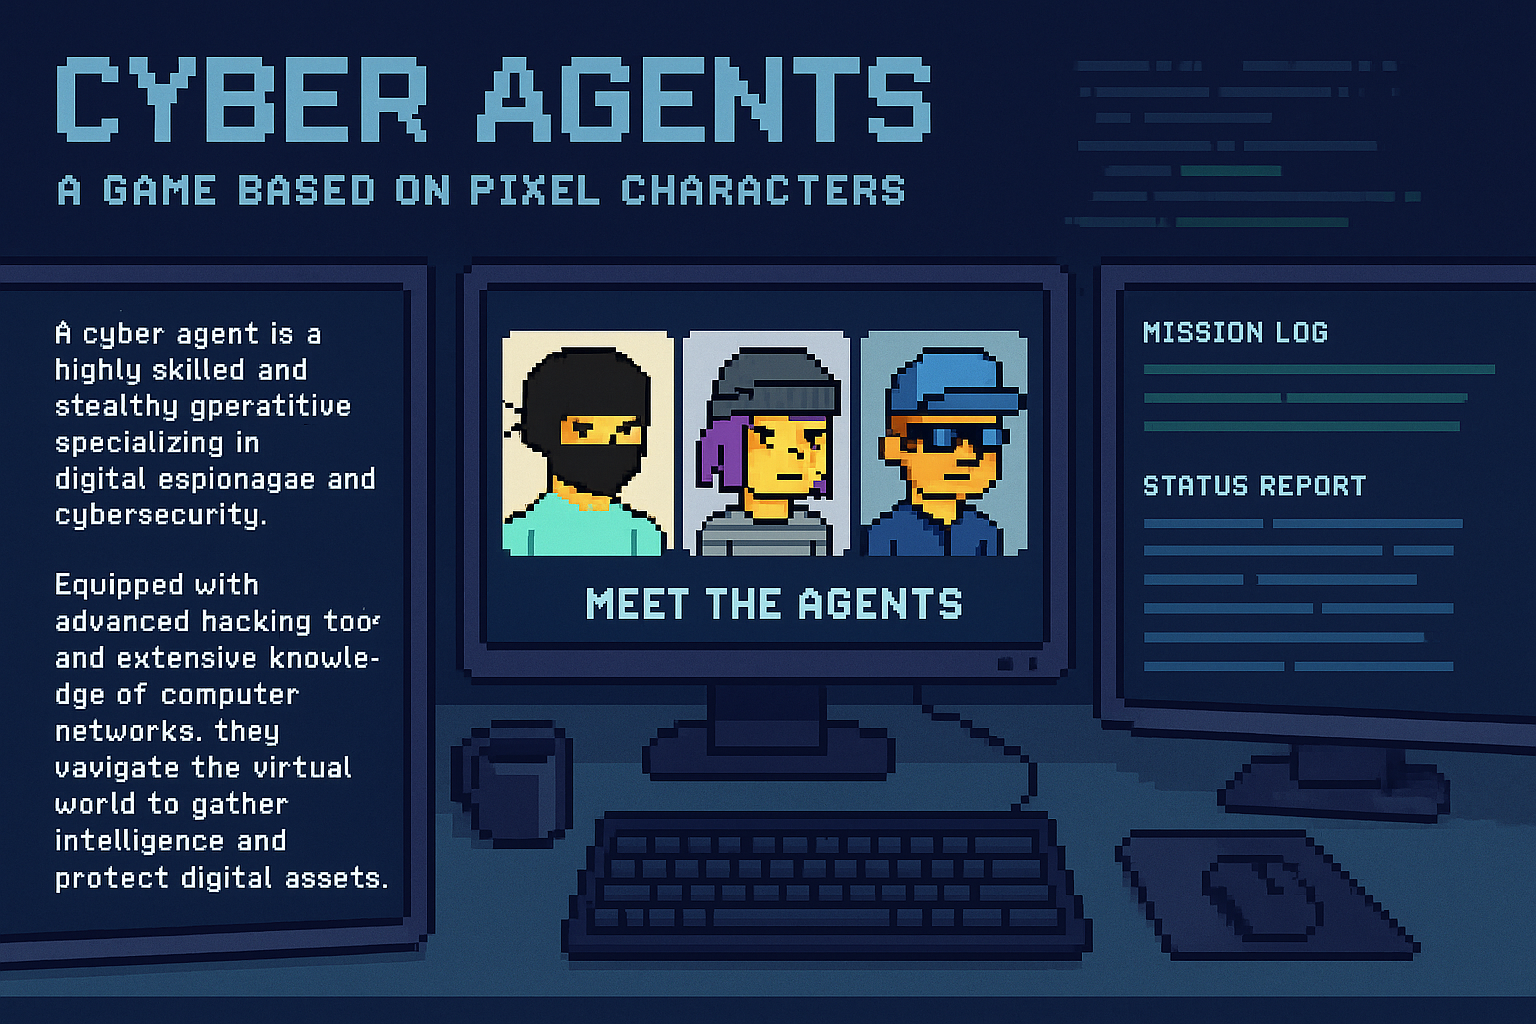 CYBER AGENTS
A GAME BASED ON PIXEL CHARACTERS
A cyber agent is a
highly skilled and
stealthy gperatitive
specializing in
digital espionagae and
cybersecurity.
Equipped with
advanced hacking too
and extensive knowle-
dge of computer
networks. they
vavigate the virtual
world to gather
intelligence and
protect digital assets.
MEET THE AGENTS
MISSION LOG
STATUS REPORT